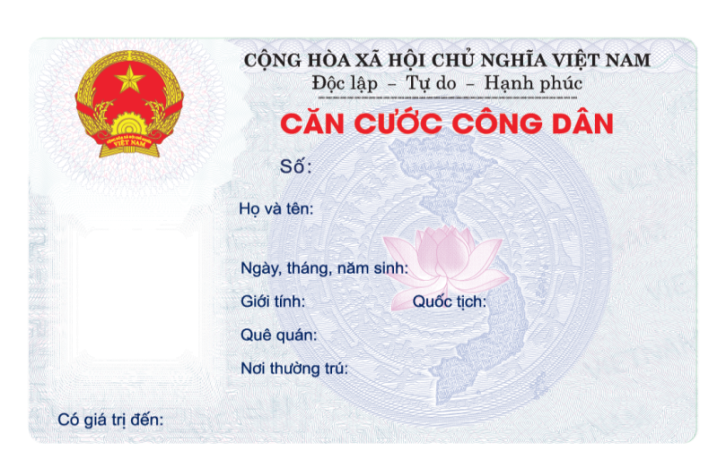 CỘNG HÒA XÃ HỘI CHỦ NGHĨA VIỆT NAM
Độc lập – Tự do – Hạnh phúc
CĂN CƯỚC CÔNG DÂN
Số:
Họ và tên:
Ngày, tháng, năm sinh:
Giới tính: Quốc tịch:
Quê quán:
Nơi thường trú:
Có giá trị đến:
VIỆT NAM